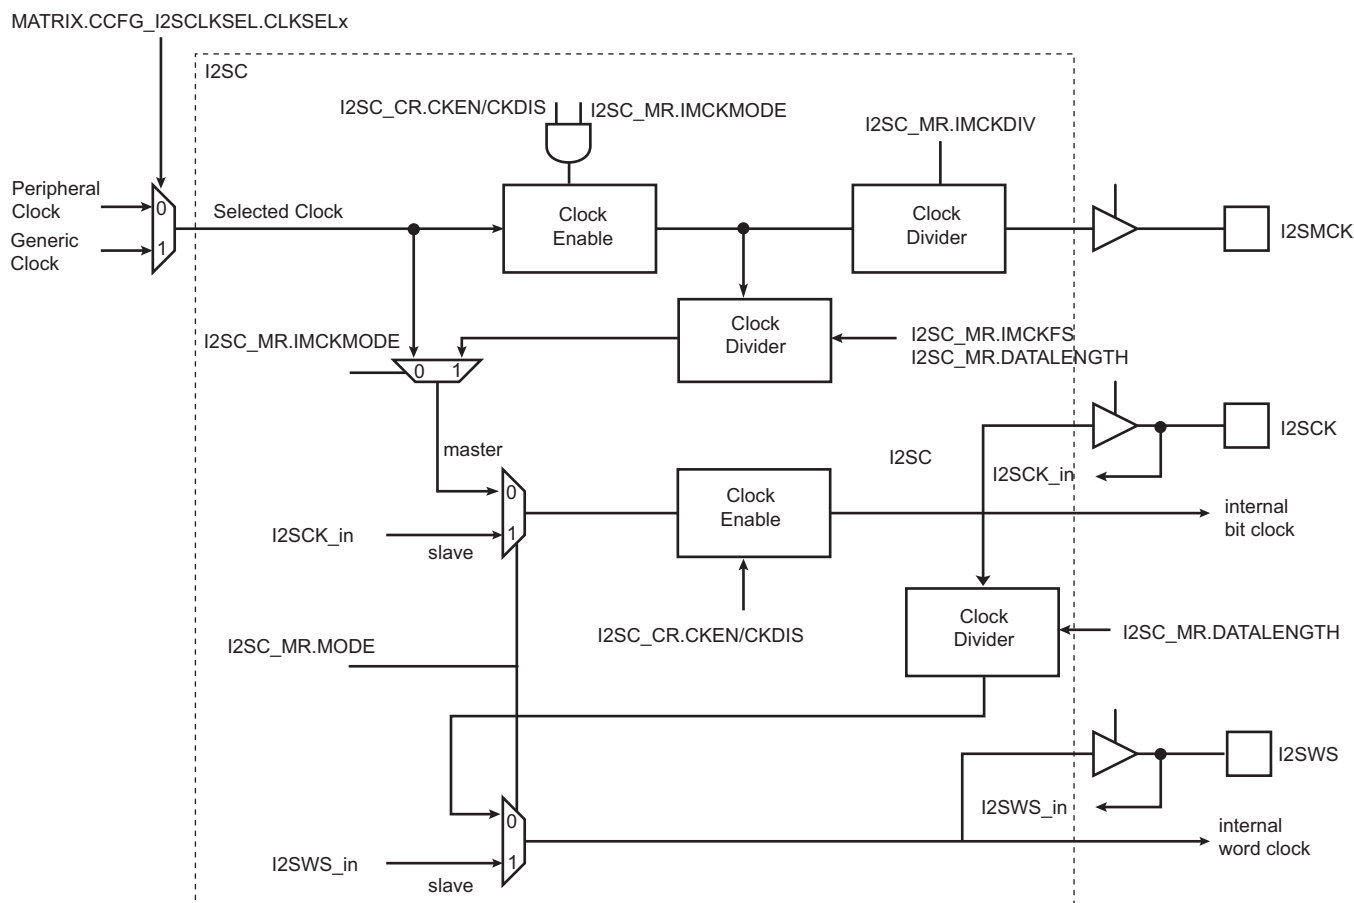 MATRIX.CCFG_I2SCLKSEL.CLKSELx
I2SC
I2SC_CR.CKEN/CKDIS
I2SC_MR.IMCKMODE
I2SC_MR.IMCKDIV
Peripheral
Clock
0
Generic
Clock
1
Selected Clock
Clock
Enable
Clock
Divider
I2SMCK
I2SC_MR.IMCKMODE
0 1
Clock
Divider
I2SC_MR.IMCKFS
I2SC_MR.DATALENGTH
I2SCK
master
I2SC
I2SCK_in
0
I2SCK_in
1
slave
Clock
Enable
internal
bit clock
I2SC_CR.CKEN/CKDIS
Clock
Divider
I2SC_MR.DATALENGTH
I2SC_MR.MODE
I2SWS
I2SWS_in
0
I2SWS_in
1
slave
internal
word clock